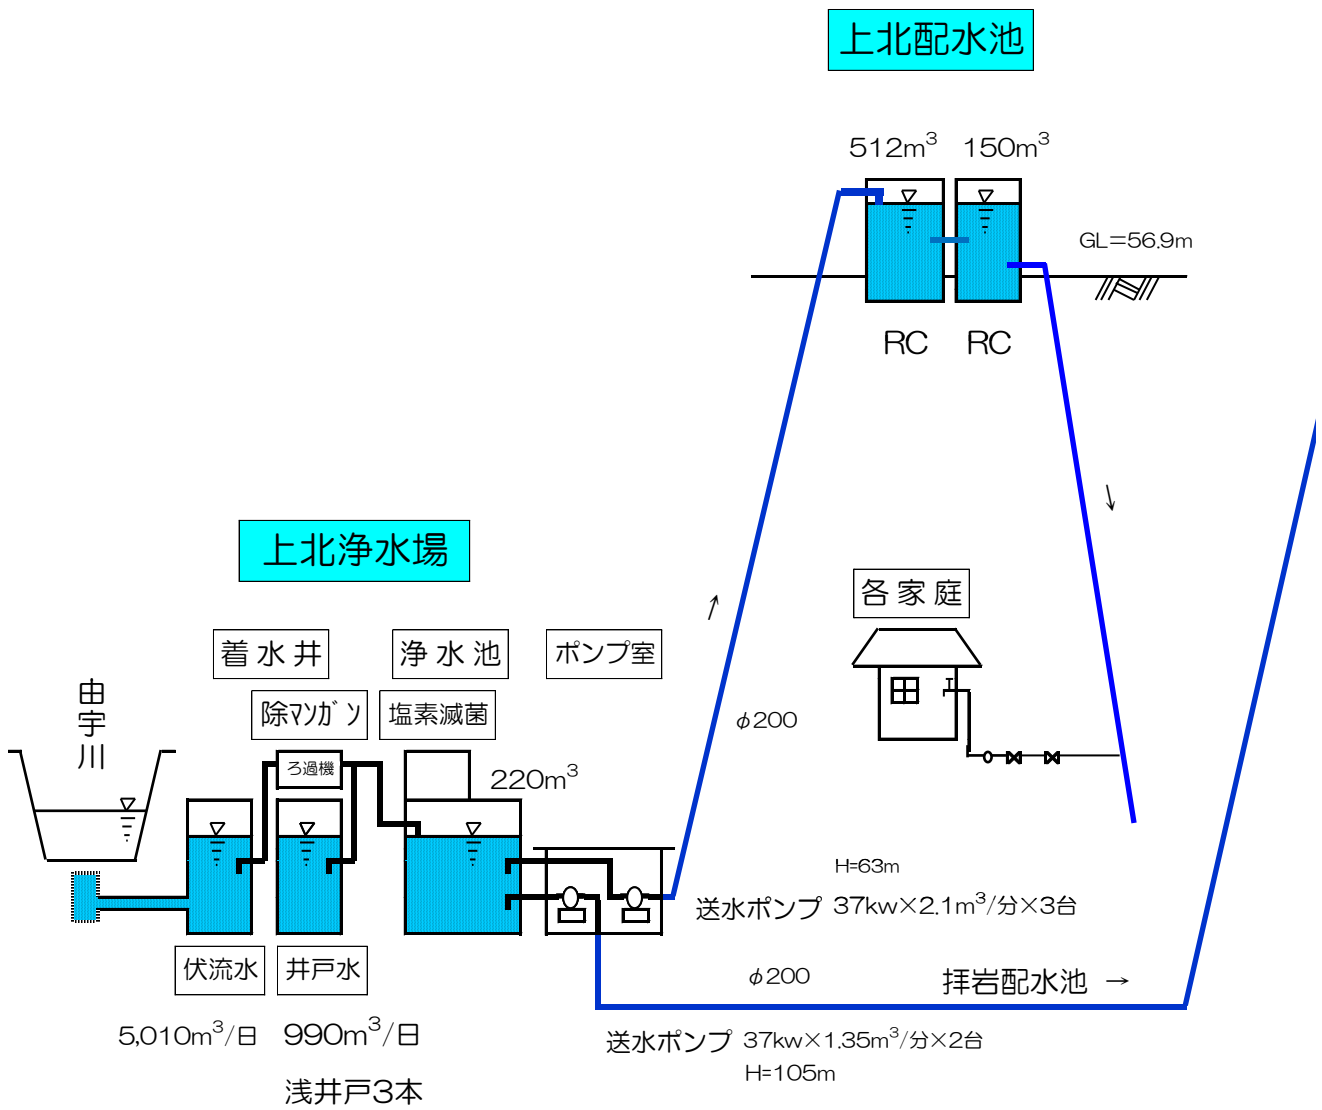 上北配水池
512m³ 150m³
GL=56.9m
RC RC
上北浄水場
各家庭
着水井 浄水池 ポンプ室
由宇川
除マンガン 塩素滅菌
φ200
ろ過機
220m³
H=63m
送水ポンプ 37kw×2.1m³/分×3台
伏流水 井戸水
φ200
拝岩配水池 →
5,010m³/日 990m³/日
送水ポンプ 37kw×1.35m³/分×2台
H=105m
浅井戸3本